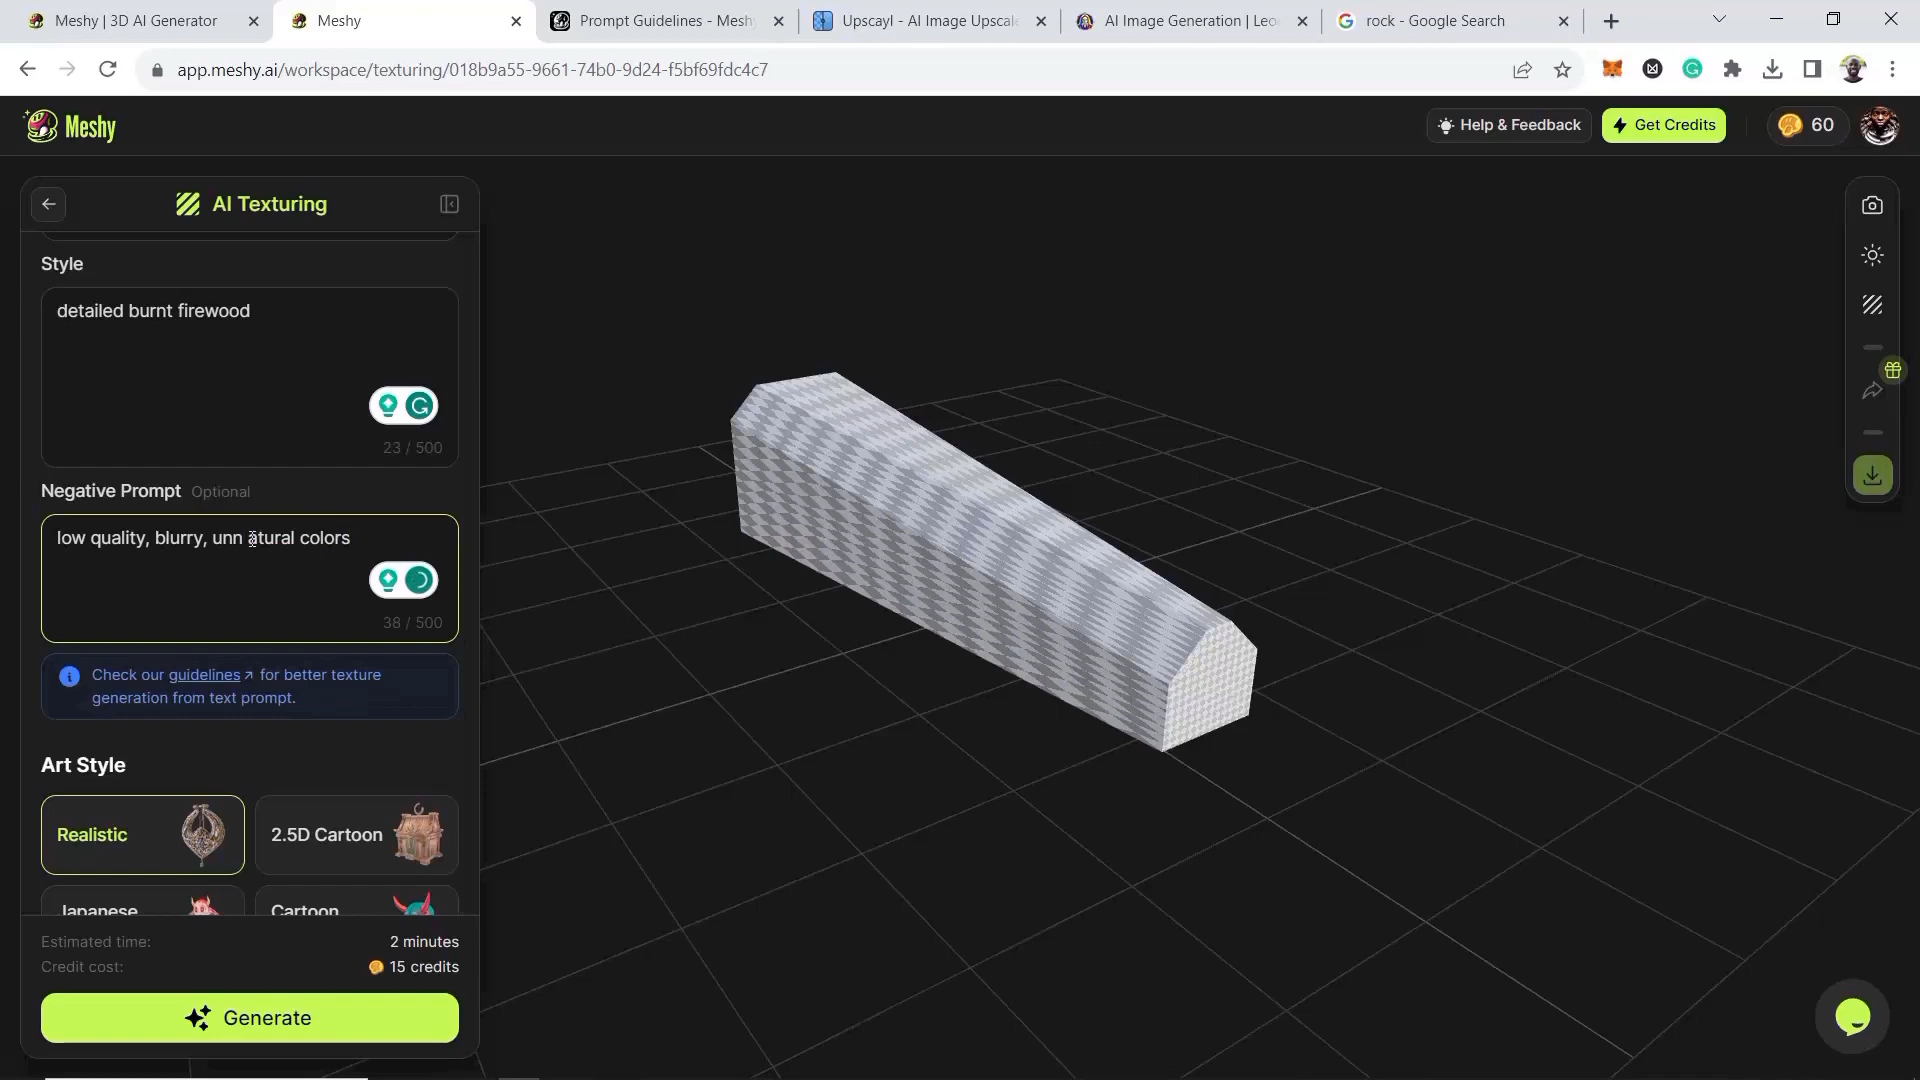 Meshy | 3D AI Generator
Meshy
Prompt Guidelines - Meshy
Upscayl - AI Image Upscale
AI Image Generation | Leo
rock - Google Search
app.meshy.ai/workspace/texturing/018b9a55-9661-74b0-9d24-f5bf69fdc4c7
Meshy
Help & Feedback
Get Credits
60
AI Texturing
Style
detailed burnt firewood
23 / 500
Negative Prompt Optional
low quality, blurry, unn atural colors
38 / 500
Check our guidelines for better texture
generation from text prompt.
Art Style
Realistic
2.5D Cartoon
Japanese
Cartoon
Estimated time:
2 minutes
Credit cost:
15 credits
Generate